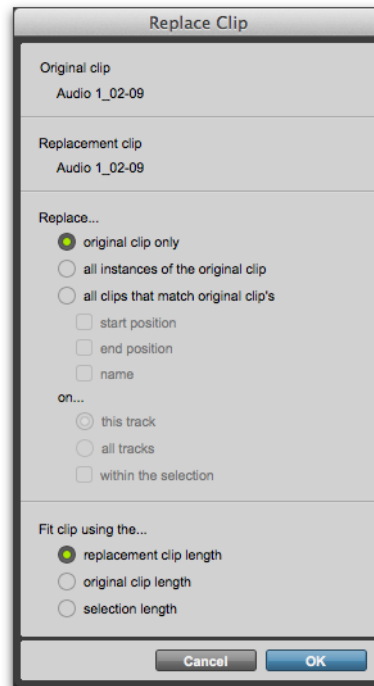 Replace Clip
Original clip
Audio 1_02-09
Replacement clip
Audio 1_02-09
Replace...
original clip only
all instances of the original clip
all clips that match original clip's
start position
end position
name
on...
this track
all tracks
within the selection
Fit clip using the...
replacement clip length
original clip length
selection length
Cancel
OK